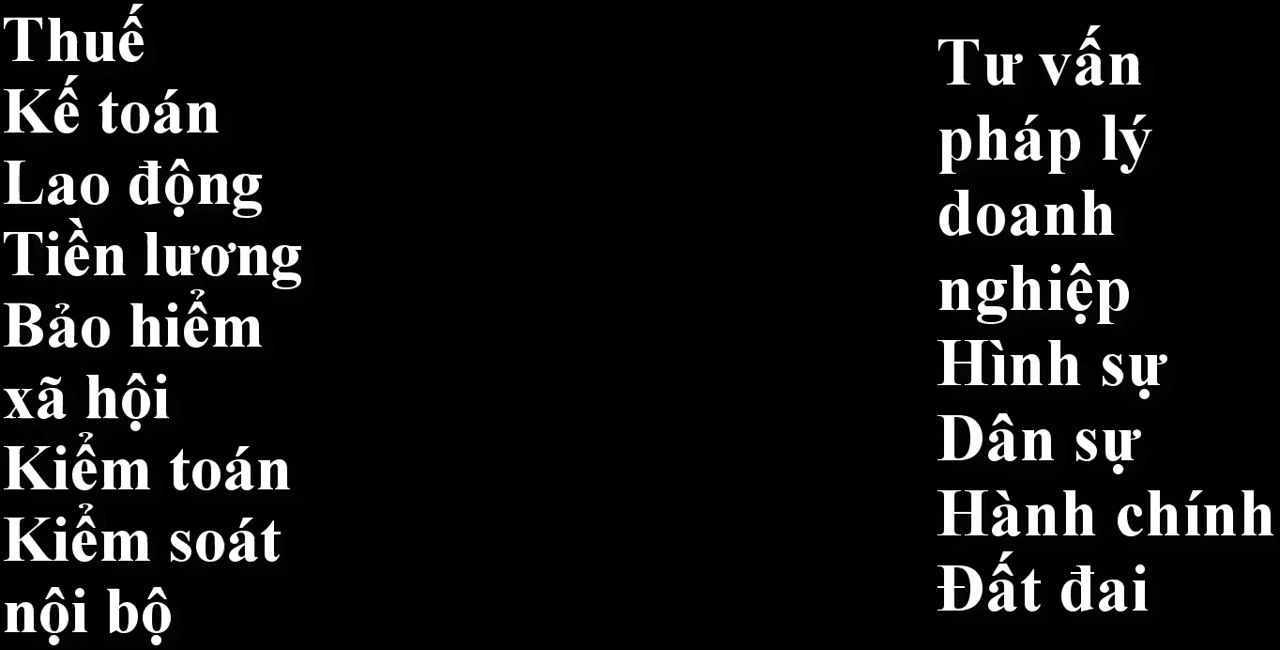 Thuế
Kế toán
Lao động
Tiền lương
Bảo hiểm
xã hội
Kiểm toán
Kiểm soát
nội bộ
Tư vấn
pháp lý
doanh
nghiệp
Hình sự
Dân sự
Hành chính
Đất đai